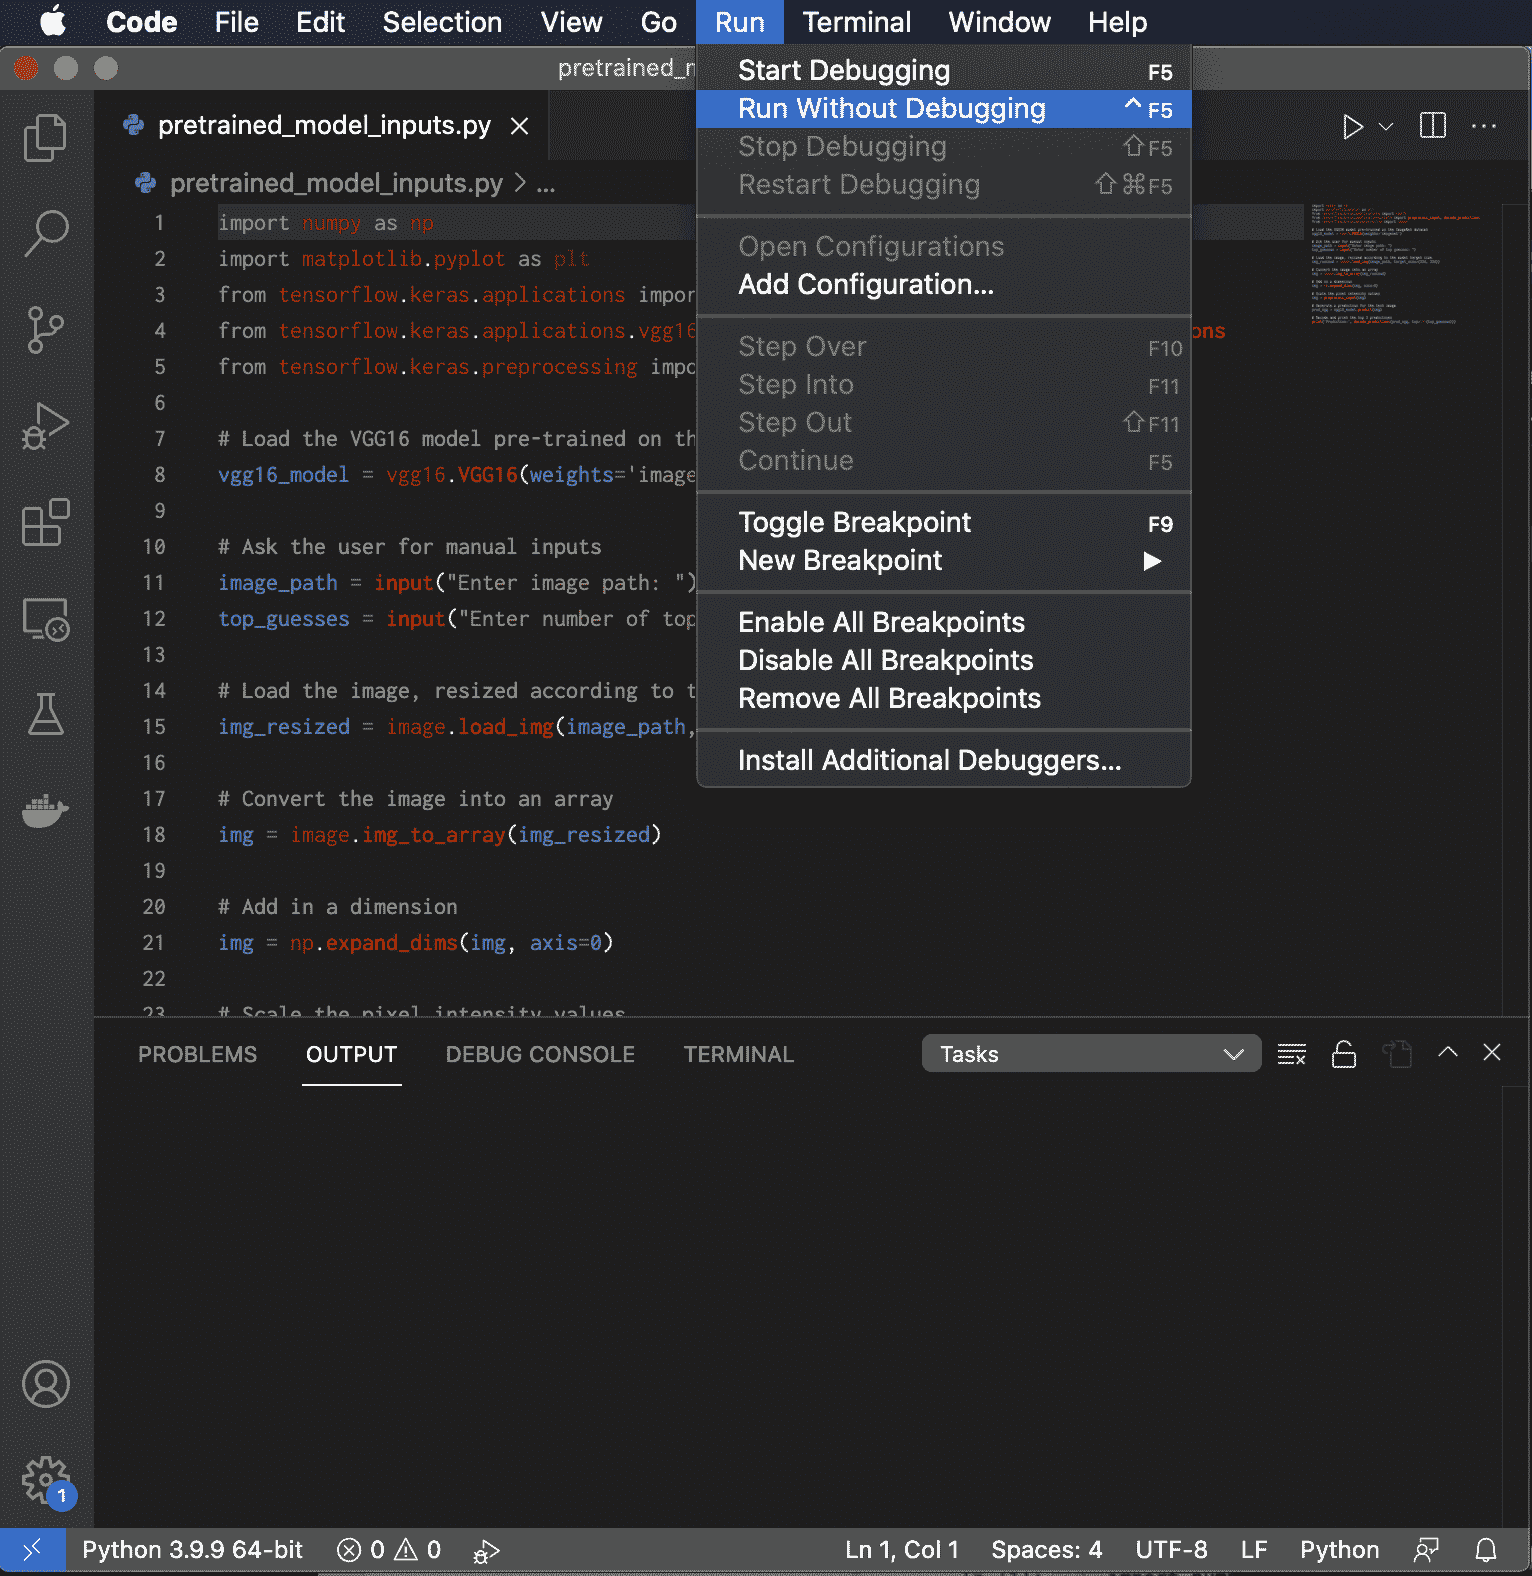 Code File Edit Selection View Go Run Terminal Window Help
pretrained_m
Start Debugging F5
Run Without Debugging ^ F5
Stop Debugging ⇧F5
Restart Debugging ⇧⌘F5
Open Configurations
Add Configuration...
Step Over F10
Step Into F11
Step Out ⇧F11
Continue F5
Toggle Breakpoint F9
New Breakpoint ▶
Enable All Breakpoints
Disable All Breakpoints
Remove All Breakpoints
Install Additional Debuggers...
pretrained_model_inputs.py ×
pretrained_model_inputs.py > ...
1 import numpy as np
2 import matplotlib.pyplot as plt
3 from tensorflow.keras.applications impor
4 from tensorflow.keras.applications.vgg16 ons
5 from tensorflow.keras.preprocessing impo
6
7 # Load the VGG16 model pre-trained on th
8 vgg16_model = vgg16.VGG16(weights='image
9
10 # Ask the user for manual inputs
11 image_path = input("Enter image path: ")
12 top_guesses = input("Enter number of top
13
14 # Load the image, resized according to t
15 img_resized = image.load_img(image_path,
16
17 # Convert the image into an array
18 img = image.img_to_array(img_resized)
19
20 # Add in a dimension
21 img = np.expand_dims(img, axis=0)
22
23 # Scale the pixel intensity values
PROBLEMS OUTPUT DEBUG CONSOLE TERMINAL Tasks
1
Python 3.9.9 64-bit 0 0 Ln 1, Col 1 Spaces: 4 UTF-8 LF Python